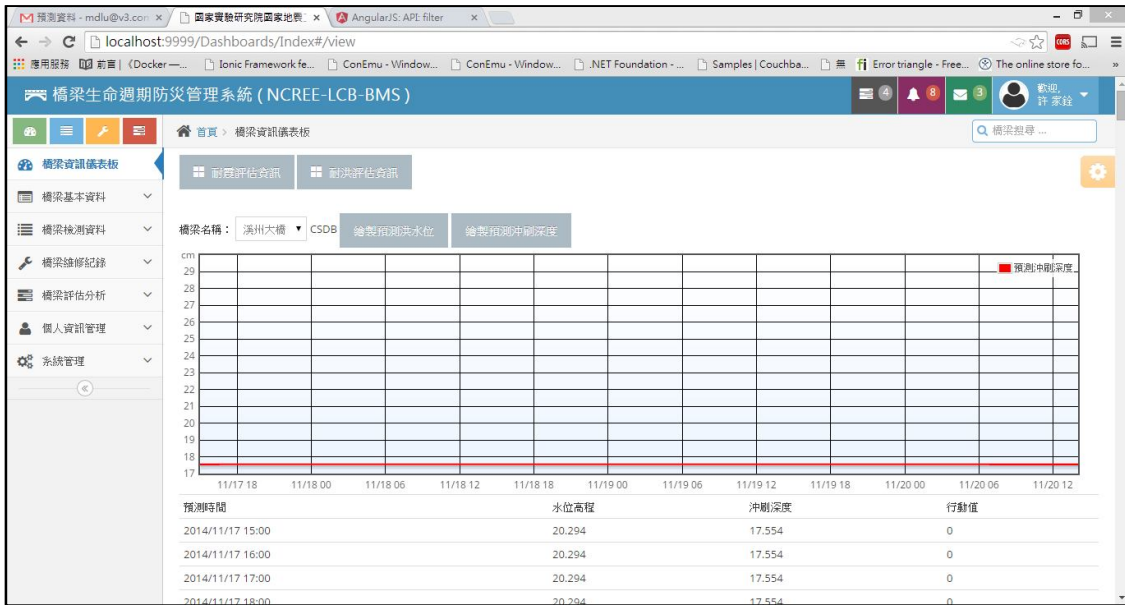 預測資料 - mdlu@v3.con
國家實驗研究院國家地震
AngularJS: API: filter
localhost:9999/Dashboards/Index#/view
CORS
應用服務 前言 | 《Docker — ... Ionic Framework fe... ConEmu - Window... ConEmu - Window... .NET Foundation - ... Samples | Couchba... 無 Error triangle - Free... The online store fo... »
橋梁生命週期防災管理系統 ( NCREE-LCB-BMS )
4 8 3
歡迎,
許 家銓
首頁 > 橋梁資訊儀表板
橋梁搜尋 ...
橋梁資訊儀表板
橋梁基本資料
橋梁檢測資料
橋梁維修紀錄
橋梁評估分析
個人資訊管理
系統管理
耐震評估資訊 耐洪評估資訊
橋梁名稱: 溪州大橋 CSDB 繪製預測洪水位 繪製預測沖刷深度
cm
預測沖刷深度
29
28
27
26
25
24
23
22
21
20
19
18
17
11/17 18 11/18 00 11/18 06 11/18 12 11/18 18 11/19 00 11/19 06 11/19 12 11/19 18 11/20 00 11/20 06 11/20 12
預測時間 水位高程 沖刷深度 行動值
2014/11/17 15:00 20.294 17.554 0
2014/11/17 16:00 20.294 17.554 0
2014/11/17 17:00 20.294 17.554 0
2014/11/17 18:00 20.294 17.554 0